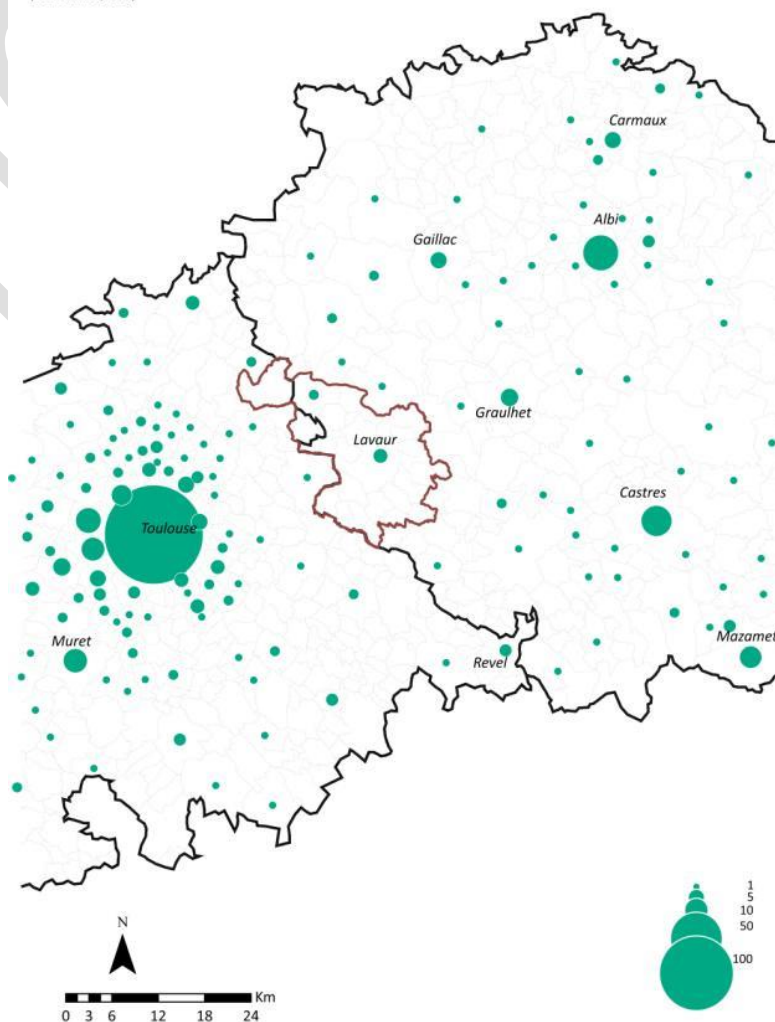 Carmaux
Albi
Gaillac
Graulhet
Lavaur
Castres
Toulouse
Muret
Mazamet
Revel
1
5
10
50
100
N
Km
0 3 6 12 18 24